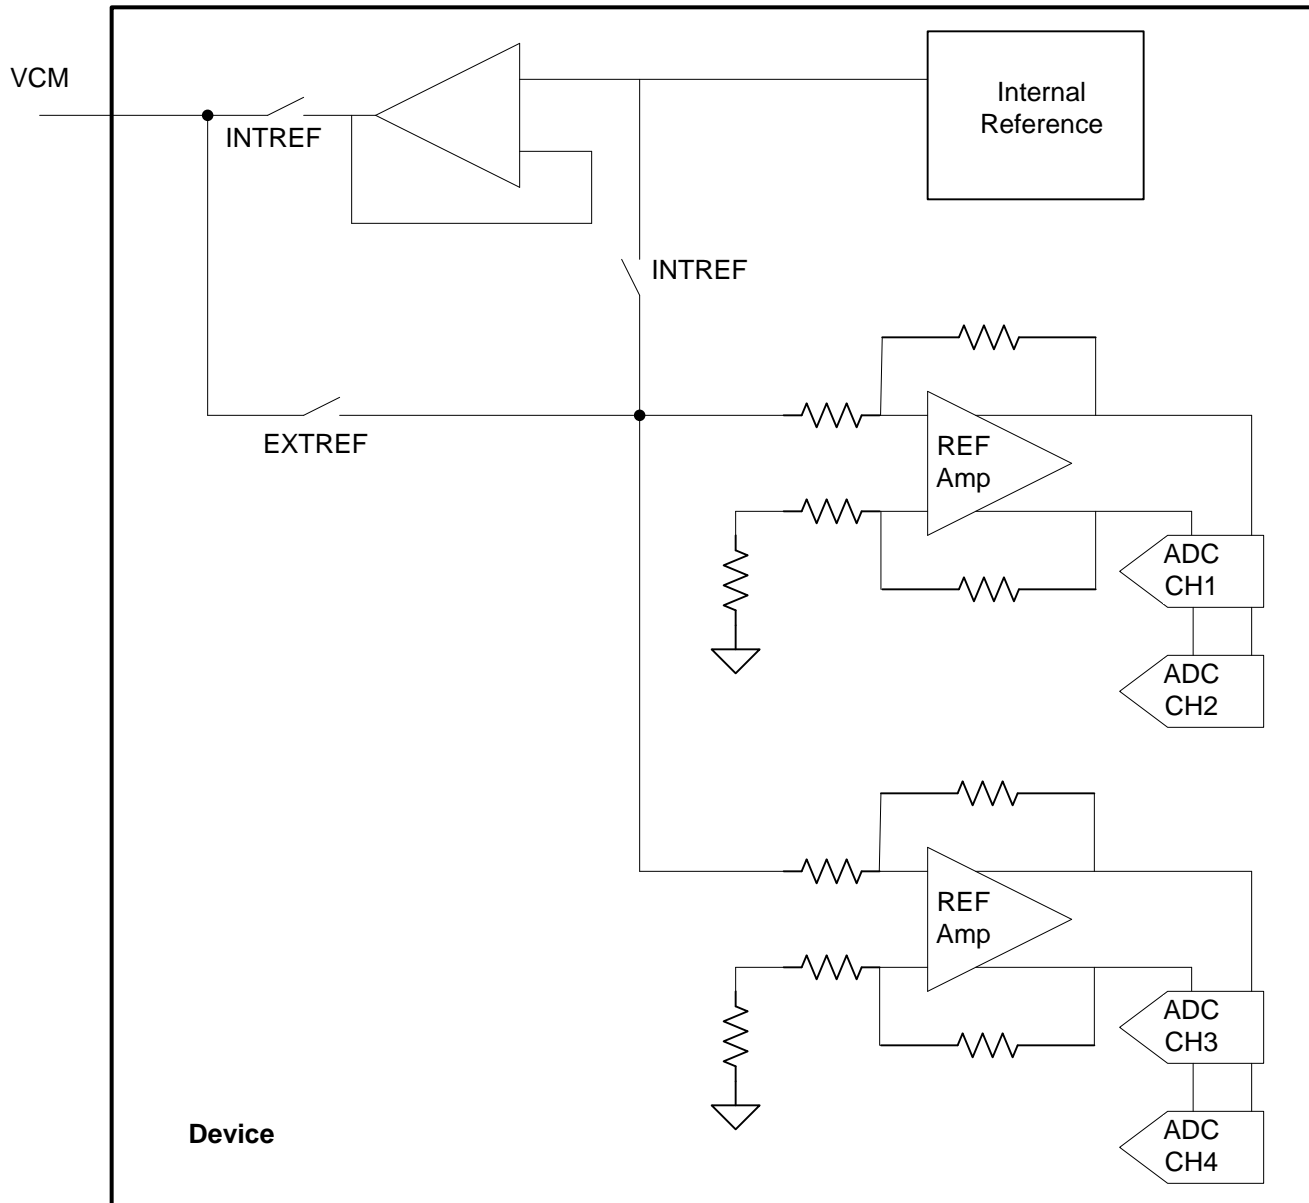 VCM
INTREF
Internal
Reference
INTREF
EXTREF
REF
Amp
ADC
CH1
ADC
CH2
REF
Amp
ADC
CH3
ADC
CH4
Device